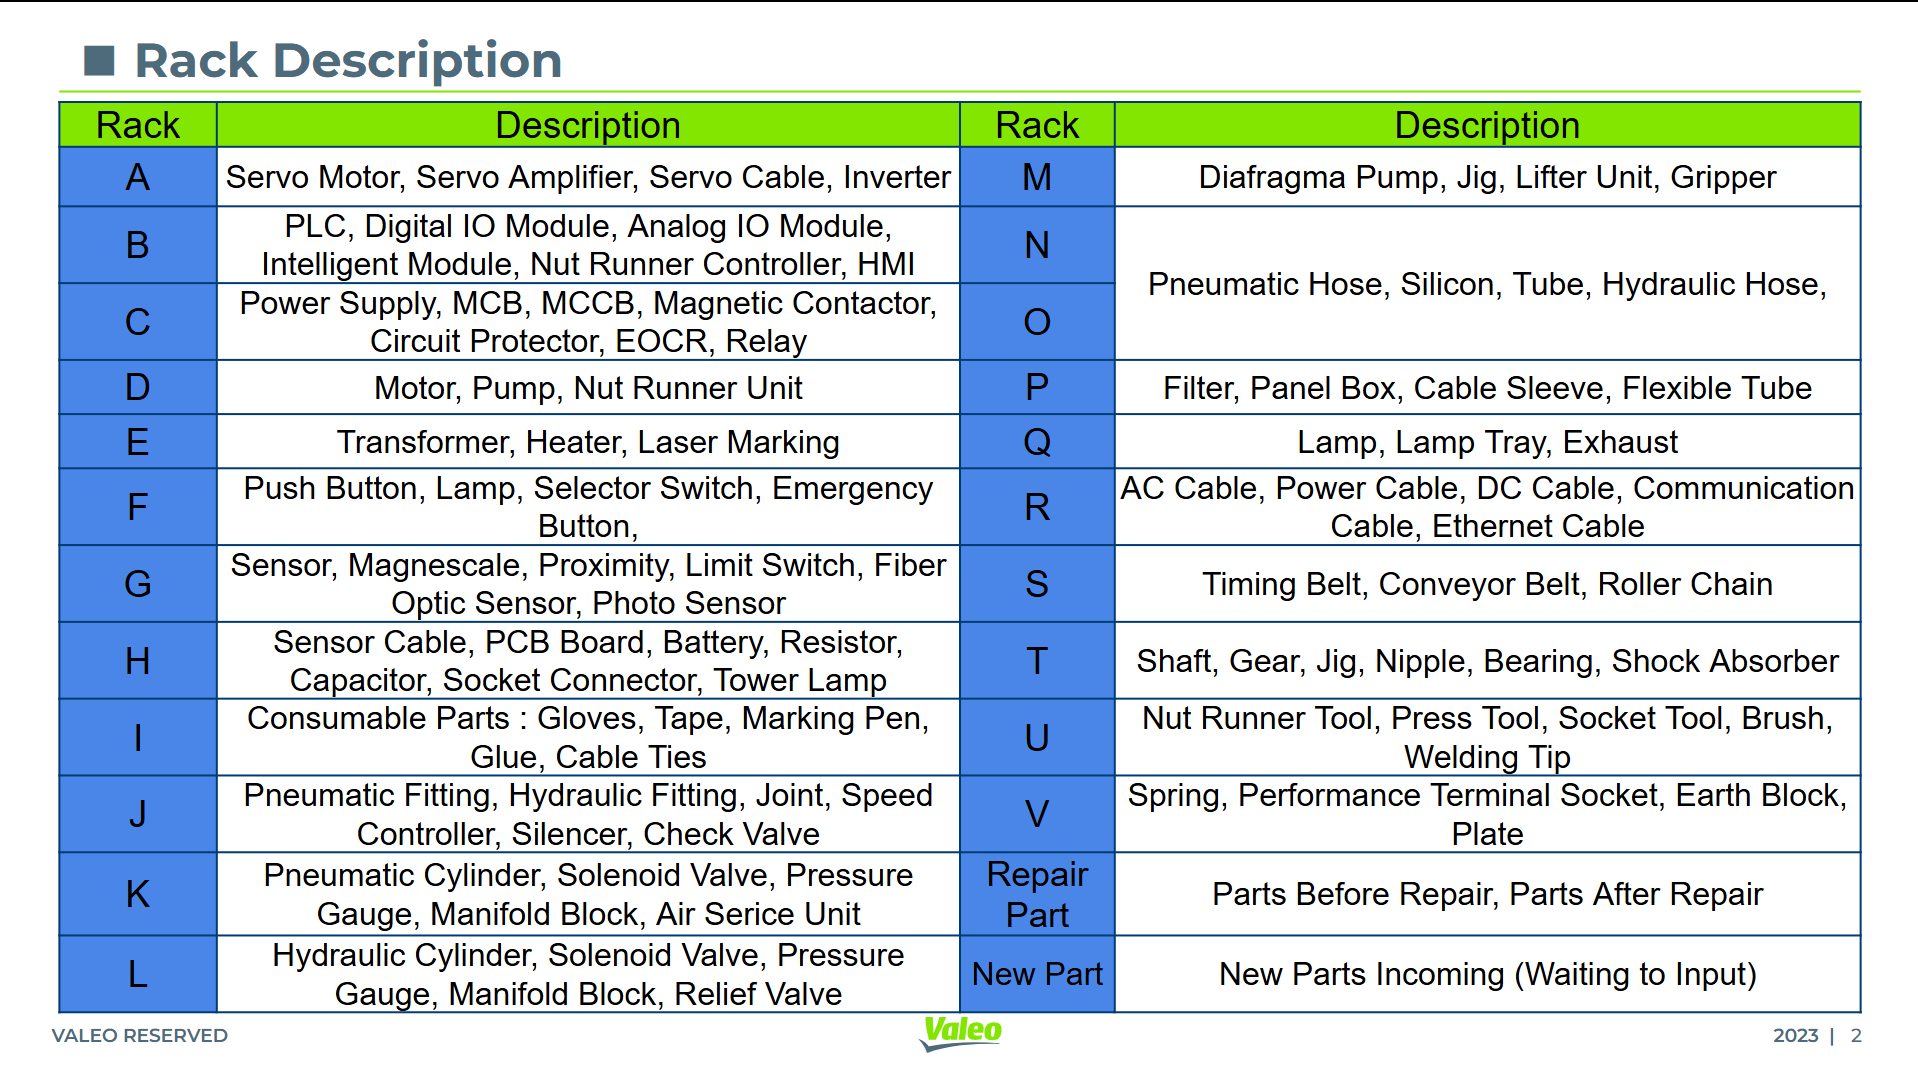 Rack Description
Rack Description Rack Description
A Servo Motor, Servo Amplifier, Servo Cable, Inverter M Diafragma Pump, Jig, Lifter Unit, Gripper
B PLC, Digital IO Module, Analog IO Module,
Intelligent Module, Nut Runner Controller, HMI
N
Pneumatic Hose, Silicon, Tube, Hydraulic Hose,
C Power Supply, MCB, MCCB, Magnetic Contactor,
Circuit Protector, EOCR, Relay
O
D Motor, Pump, Nut Runner Unit P Filter, Panel Box, Cable Sleeve, Flexible Tube
E Transformer, Heater, Laser Marking Q Lamp, Lamp Tray, Exhaust
F Push Button, Lamp, Selector Switch, Emergency
Button,
R AC Cable, Power Cable, DC Cable, Communication
Cable, Ethernet Cable
G Sensor, Magnescale, Proximity, Limit Switch, Fiber
Optic Sensor, Photo Sensor
S Timing Belt, Conveyor Belt, Roller Chain
H Sensor Cable, PCB Board, Battery, Resistor,
Capacitor, Socket Connector, Tower Lamp
T Shaft, Gear, Jig, Nipple, Bearing, Shock Absorber
I Consumable Parts : Gloves, Tape, Marking Pen,
Glue, Cable Ties
U Nut Runner Tool, Press Tool, Socket Tool, Brush,
Welding Tip
J Pneumatic Fitting, Hydraulic Fitting, Joint, Speed
Controller, Silencer, Check Valve
V Spring, Performance Terminal Socket, Earth Block,
Plate
K Pneumatic Cylinder, Solenoid Valve, Pressure
Gauge, Manifold Block, Air Serice Unit
Repair
Part
Parts Before Repair, Parts After Repair
L Hydraulic Cylinder, Solenoid Valve, Pressure
Gauge, Manifold Block, Relief Valve
New Part New Parts Incoming (Waiting to Input)
VALEO RESERVED Valeo 2023 | 2